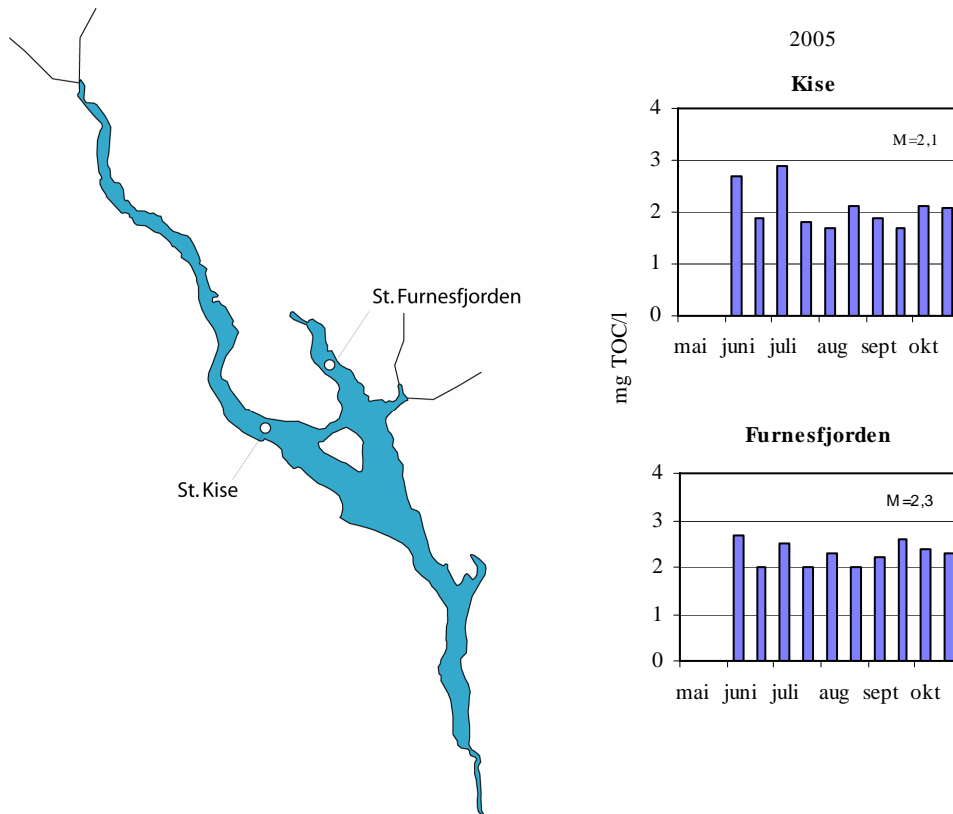 St. Furnesfjorden
St. Kise
2005
Kise
M=2,1
4
3
2
1
0
mai juni juli aug sept okt
mg TOC/l
Furnesfjorden
M=2,3
4
3
2
1
0
mai juni juli aug sept okt